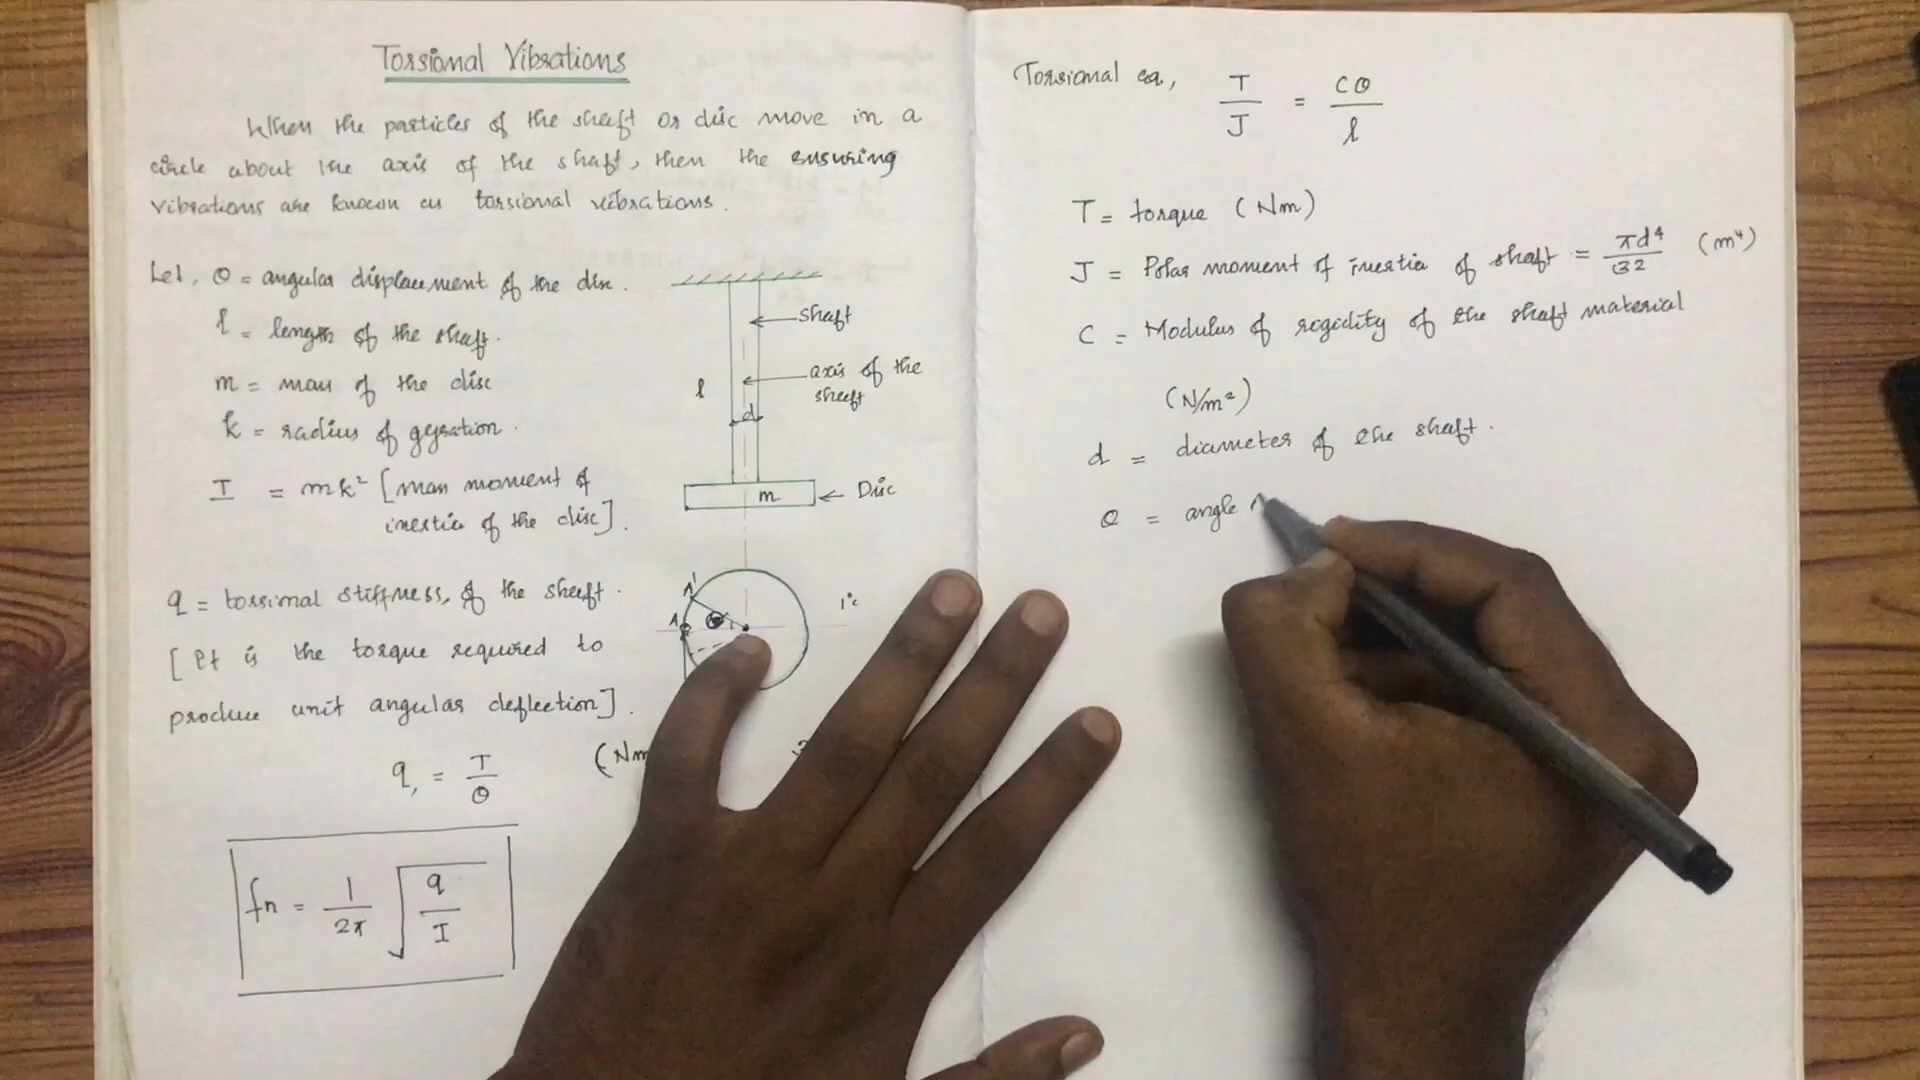 Torsional Vibrations
When the particles of the shaft or disc move in a
circle about the axis of the shaft, then the ensuring
vibrations are known as torsional vibrations.
Let, θ = angular displacement of the disc.
l = length of the shaft.
m = mass of the disc
k = radius of gyration.
I = mk² [mass moment of
inertia of the disc].
q = torsional stiffness, of the shaft.
[It is the torque required to
produce unit angular deflection].
q, = T/θ (Nm
fn = 1/2π √q/I
shaft
axis of the
shaft
l
d
m
Disc
A'
A
Torsional eq,
T/J = Cθ/l
T = torque (Nm)
J = Polar moment of inertia of shaft = πd⁴/32 (m⁴)
C = Modulus of rigidity of the shaft material
(N/m²)
d = diameter of the shaft.
θ = angle